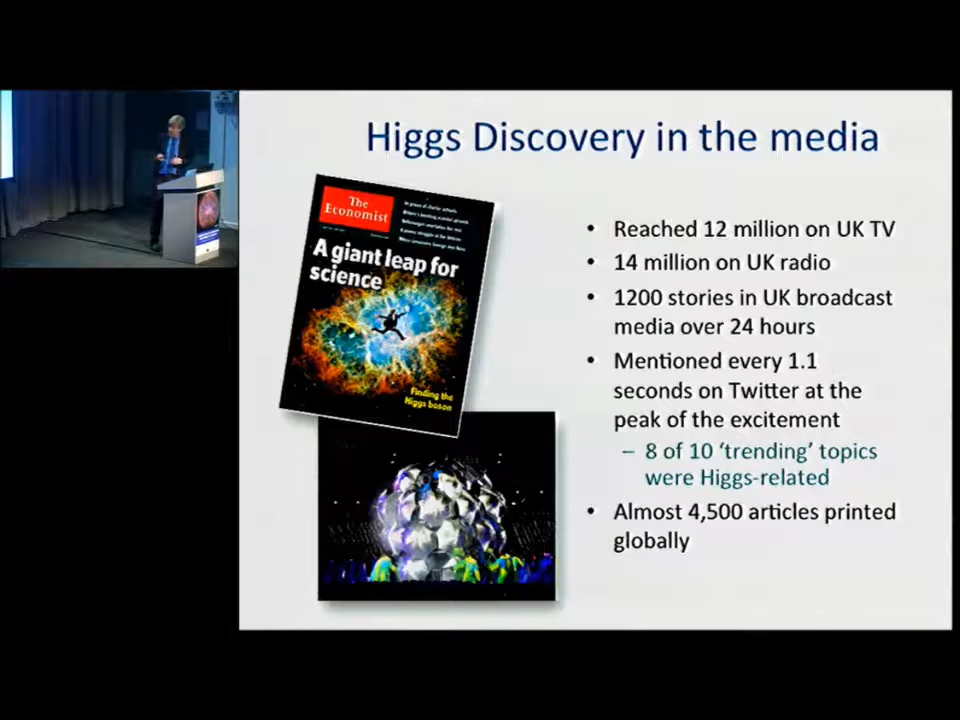 Higgs Discovery in the media
The
Economist
A giant leap for
science
Finding the
Higgs boson
• Reached 12 million on UK TV
• 14 million on UK radio
• 1200 stories in UK broadcast
media over 24 hours
• Mentioned every 1.1
seconds on Twitter at the
peak of the excitement
– 8 of 10 ‘trending’ topics
were Higgs-related
• Almost 4,500 articles printed
globally